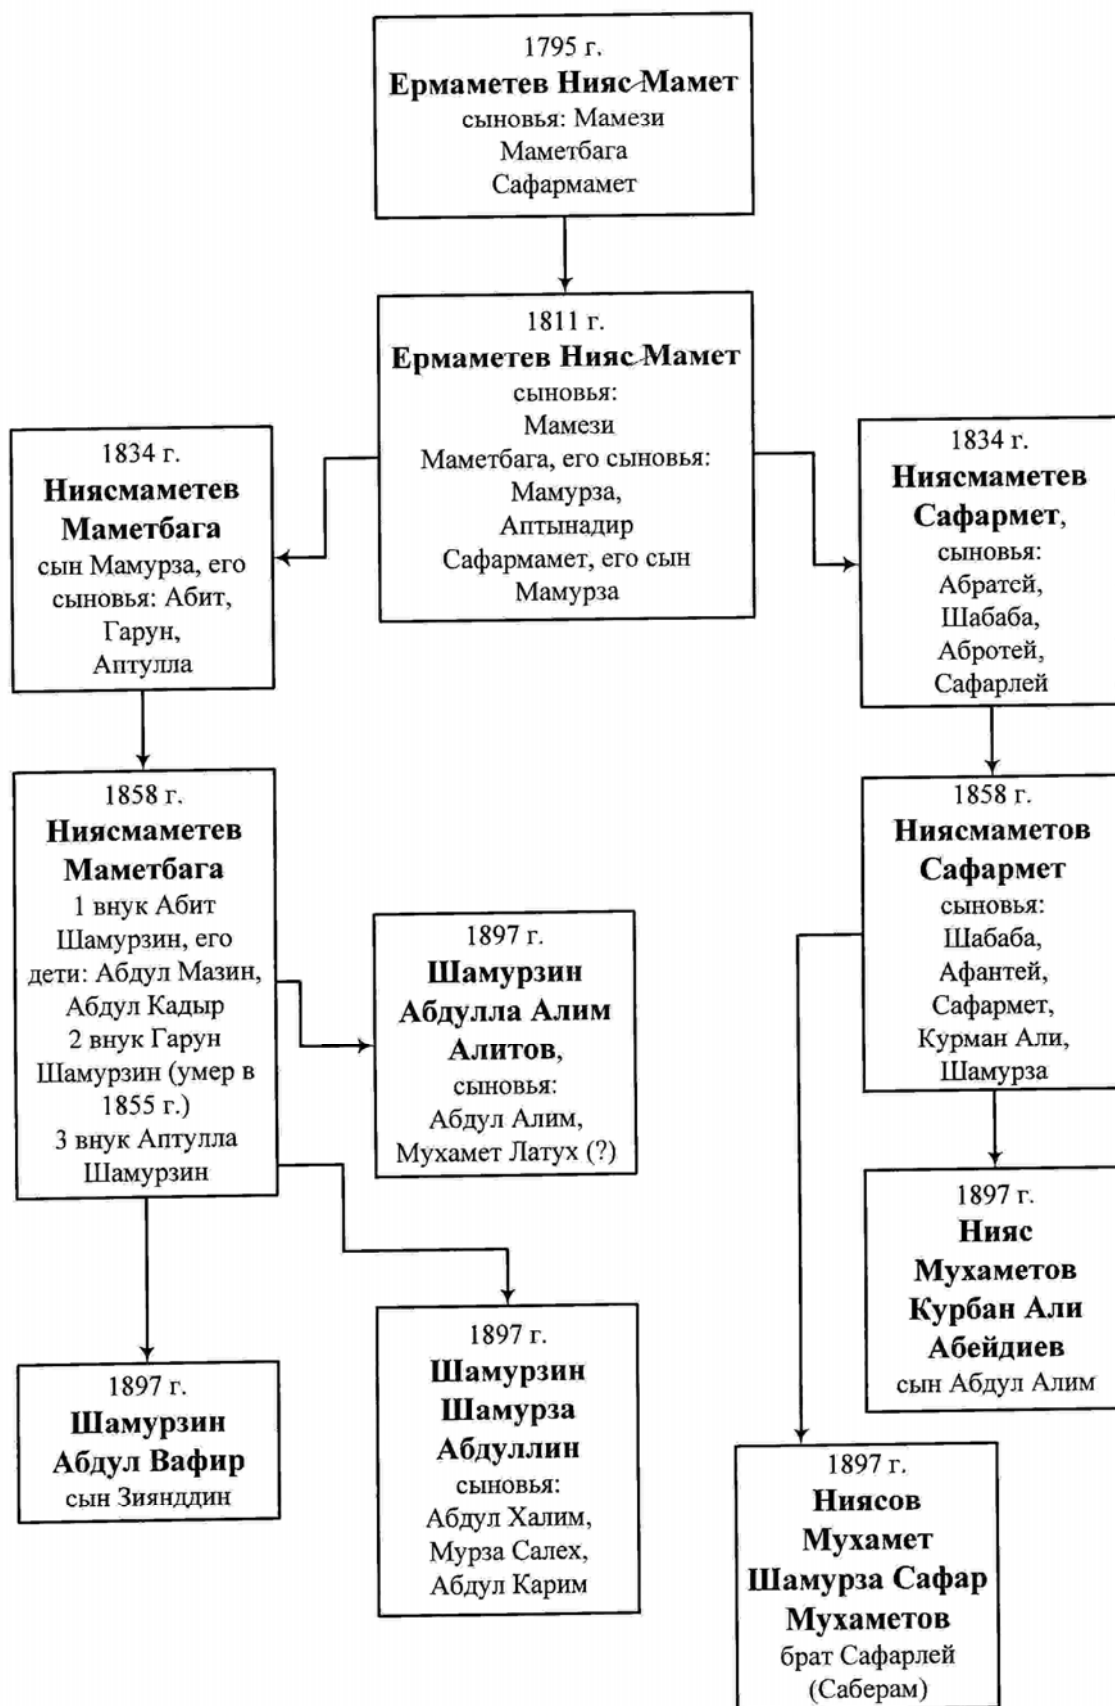 1795 г.
Ермаметев Нияс-Мамет
сыновья: Мамези
Маметбага
Сафармамет
1811 г.
Ермаметев Нияс-Мамет
сыновья:
Мамези
Маметбага, его сыновья:
Мамурза,
Аптынадир
Сафармамет, его сын
Мамурза
1834 г.
Ниясмаметев
Маметбага
сын Мамурза, его
сыновья: Абит,
Гарун,
Аптулла
1834 г.
Ниясмаметев
Сафармет,
сыновья:
Абратей,
Шабаба,
Абротей,
Сафарлей
1858 г.
Ниясмаметев
Маметбага
1 внук Абит
Шамурзин, его
дети: Абдул Мазин,
Абдул Кадыр
2 внук Гарун
Шамурзин (умер в
1855 г.)
3 внук Аптулла
Шамурзин
1897 г.
Шамурзин
Абдулла Алим
Алитов,
сыновья:
Абдул Алим,
Мухамет Латух (?)
1858 г.
Ниясмаметов
Сафармет
сыновья:
Шабаба,
Афантей,
Сафармет,
Курман Али,
Шамурза
1897 г.
Нияс
Мухаметов
Курбан Али
Абейдиев
сын Абдул Алим
1897 г.
Шамурзин
Абдул Вафир
сын Зиянддин
1897 г.
Шамурзин
Шамурза
Абдуллин
сыновья:
Абдул Халим,
Мурза Салех,
Абдул Карим
1897 г.
Ниясов
Мухамет
Шамурза Сафар
Мухаметов
брат Сафарлей
(Саберам)